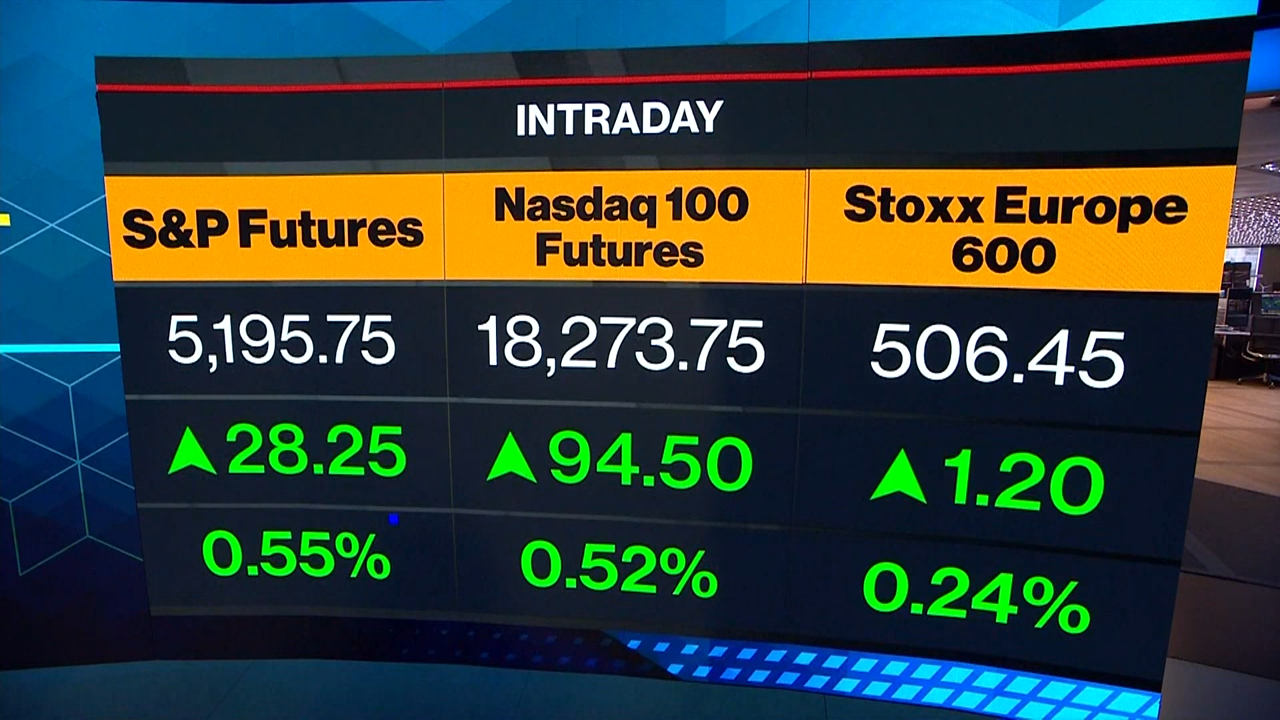 INTRADAY
S&P Futures
Nasdaq 100
Futures
Stoxx Europe
600
5,195.75
18,273.75
506.45
▲28.25
▲94.50
▲1.20
0.55%
0.52%
0.24%